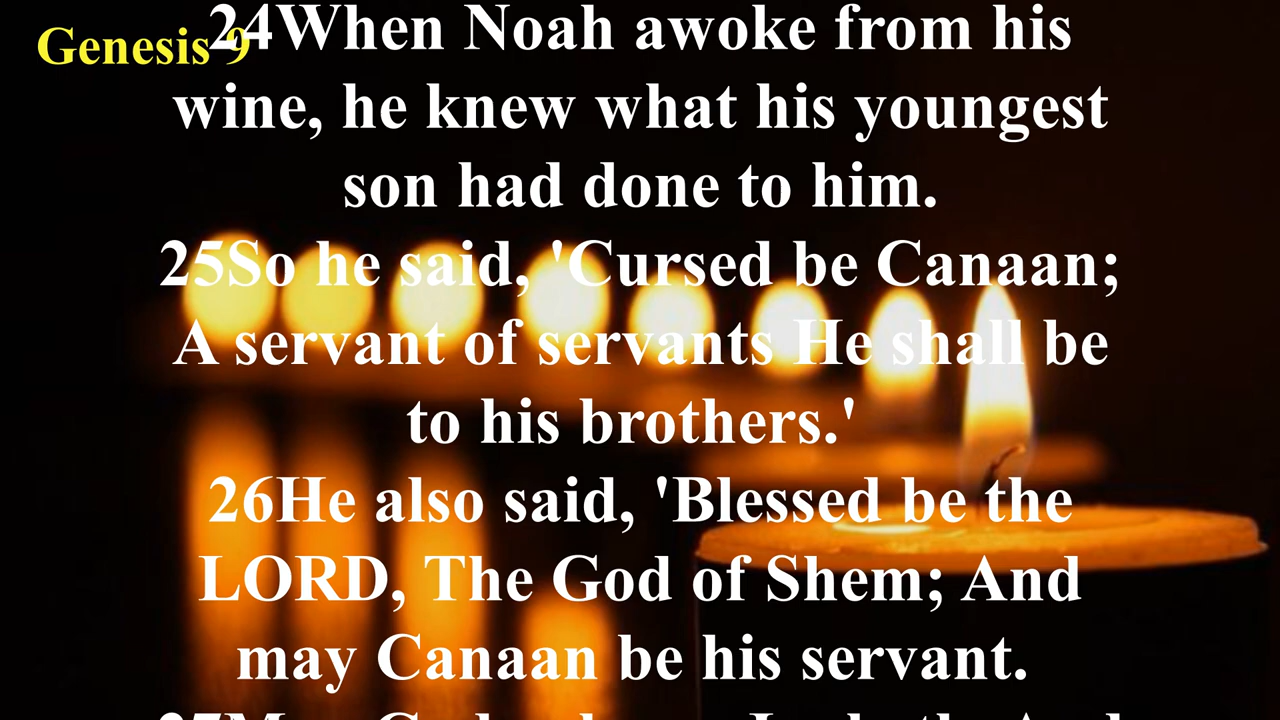 Genesis 9
24When Noah awoke from his
wine, he knew what his youngest
son had done to him.
25So he said, 'Cursed be Canaan;
A servant of servants He shall be
to his brothers.'
26He also said, 'Blessed be the
LORD, The God of Shem; And
may Canaan be his servant.